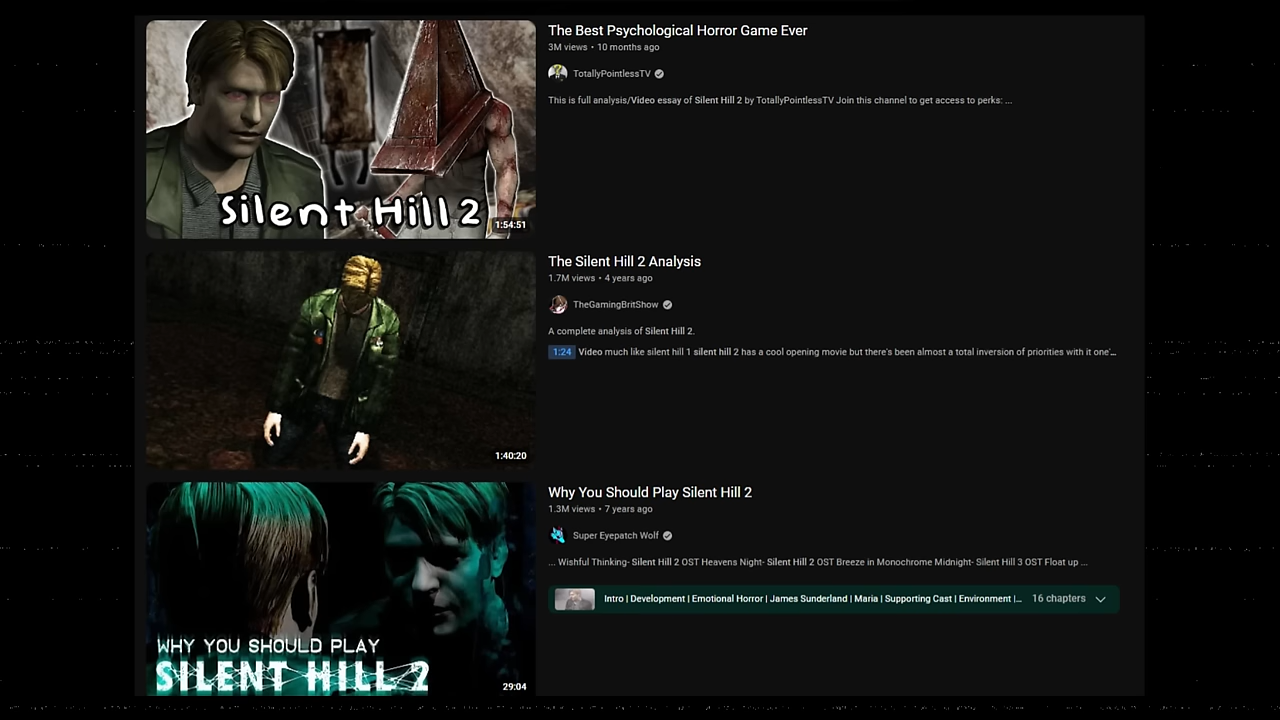 The Best Psychological Horror Game Ever
3M views • 10 months ago
TotallyPointlessTV
This is full analysis/Video essay of Silent Hill 2 by TotallyPointlessTV Join this channel to get access to perks: ...
Silent Hill 2
1:54:51
The Silent Hill 2 Analysis
1.7M views • 4 years ago
TheGamingBritShow
A complete analysis of Silent Hill 2.
1:24 Video much like silent hill 1 silent hill 2 has a cool opening movie but there's been almost a total inversion of priorities with it one'...
1:40:20
Why You Should Play Silent Hill 2
1.3M views • 7 years ago
Super Eyepatch Wolf
... Wishful Thinking- Silent Hill 2 OST Heavens Night- Silent Hill 2 OST Breeze in Monochrome Midnight- Silent Hill 3 OST Float up ...
Intro | Development | Emotional Horror | James Sunderland | Maria | Supporting Cast | Environment |... 16 chapters
WHY YOU SHOULD PLAY
SILENT HILL 2
29:04